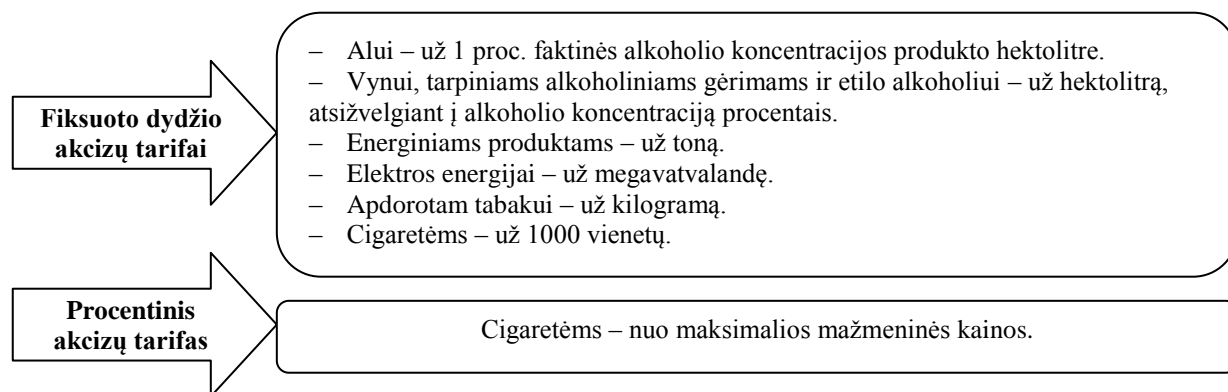 Fiksuoto dydžio
akcizų tarifai
– Alui – už 1 proc. faktinės alkoholio koncentracijos produkto hektolitre.
– Vynui, tarpiniams alkoholiniams gėrimams ir etilo alkoholiui – už hektolitrą,
atsižvelgiant į alkoholio koncentraciją procentais.
– Energiniams produktams – už toną.
– Elektros energijai – už megavatvalandę.
– Apdorotam tabakui – už kilogramą.
– Cigaretėms – už 1000 vienetų.
Procentinis
akcizų tarifas
Cigaretėms – nuo maksimalios mažmeninės kainos.